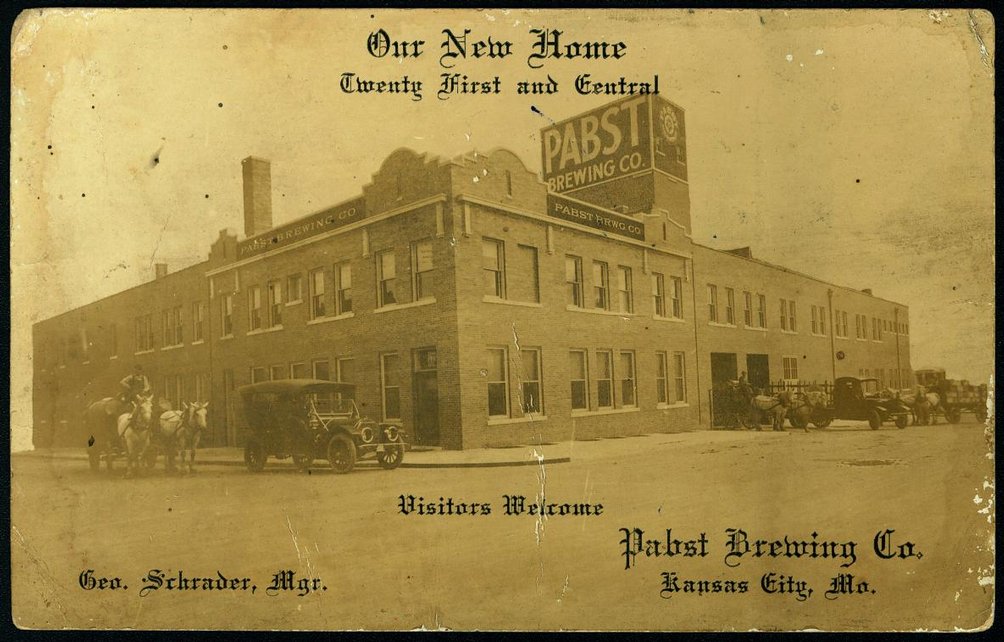 Our New Home
Twenty First and Central
PABST
BREWING CO.
PABST BREWING CO
PABST BRWG CO
Visitors Welcome
Pabst Brewing Co.
Geo. Schrader, Mgr.
Kansas City, Mo.